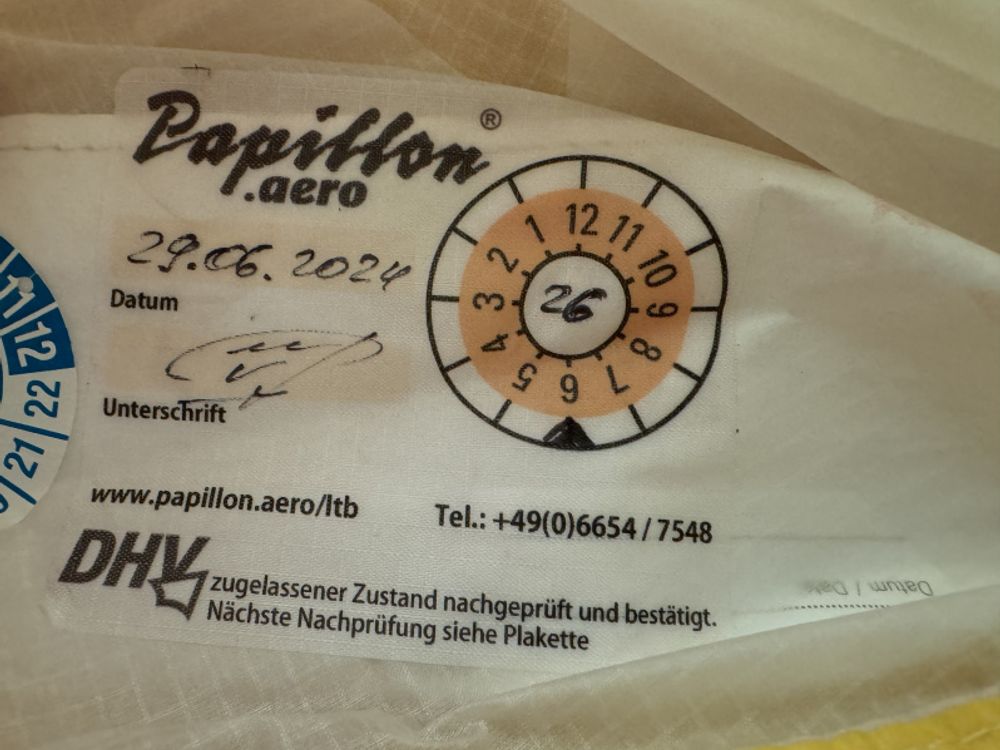 Papillon®
.aero
29.06.2024
Datum
Unterschrift
12 11 10 9 8 7 6 5 4 3 2 1
26
www.papillon.aero/ltb
Tel.: +49(0)6654 / 7548
DHV
zugelassener Zustand nachgeprüft und bestätigt.
Nächste Nachprüfung siehe Plakette
11/12
21/22
Datum / Date